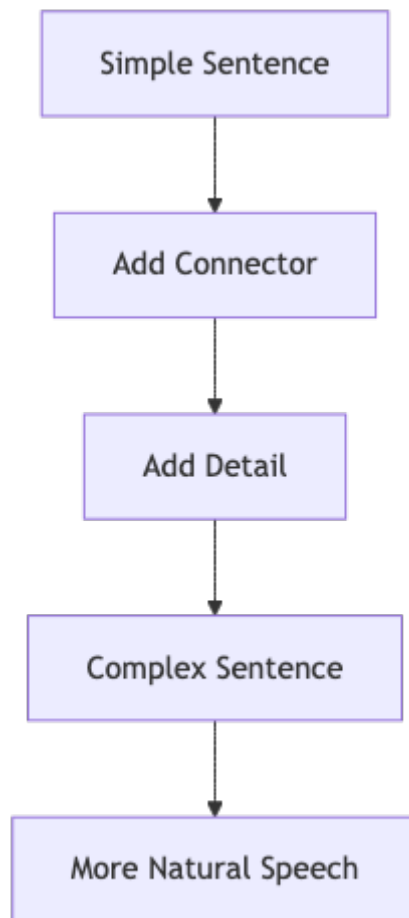 Simple Sentence
Add Connector
Add Detail
Complex Sentence
More Natural Speech